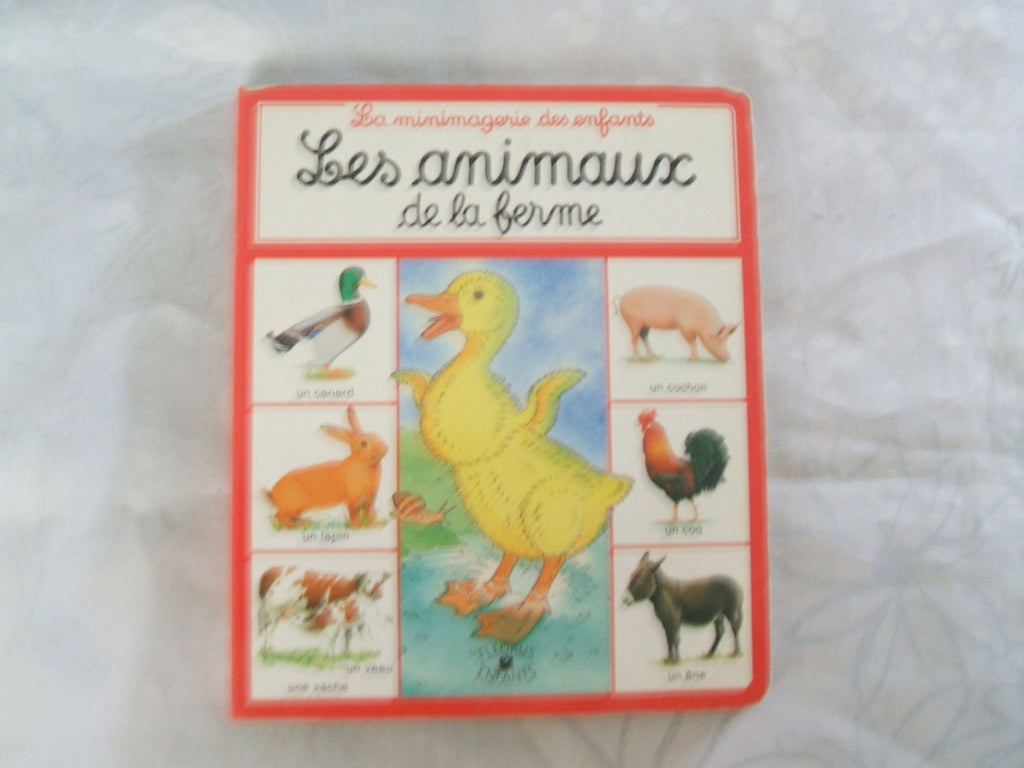 La minimagerie des enfants
Les animaux
de la ferme
un canard
un cochon
un lapin
un coq
un veau
une vache
un âne
FLEURUS
ENFANTS